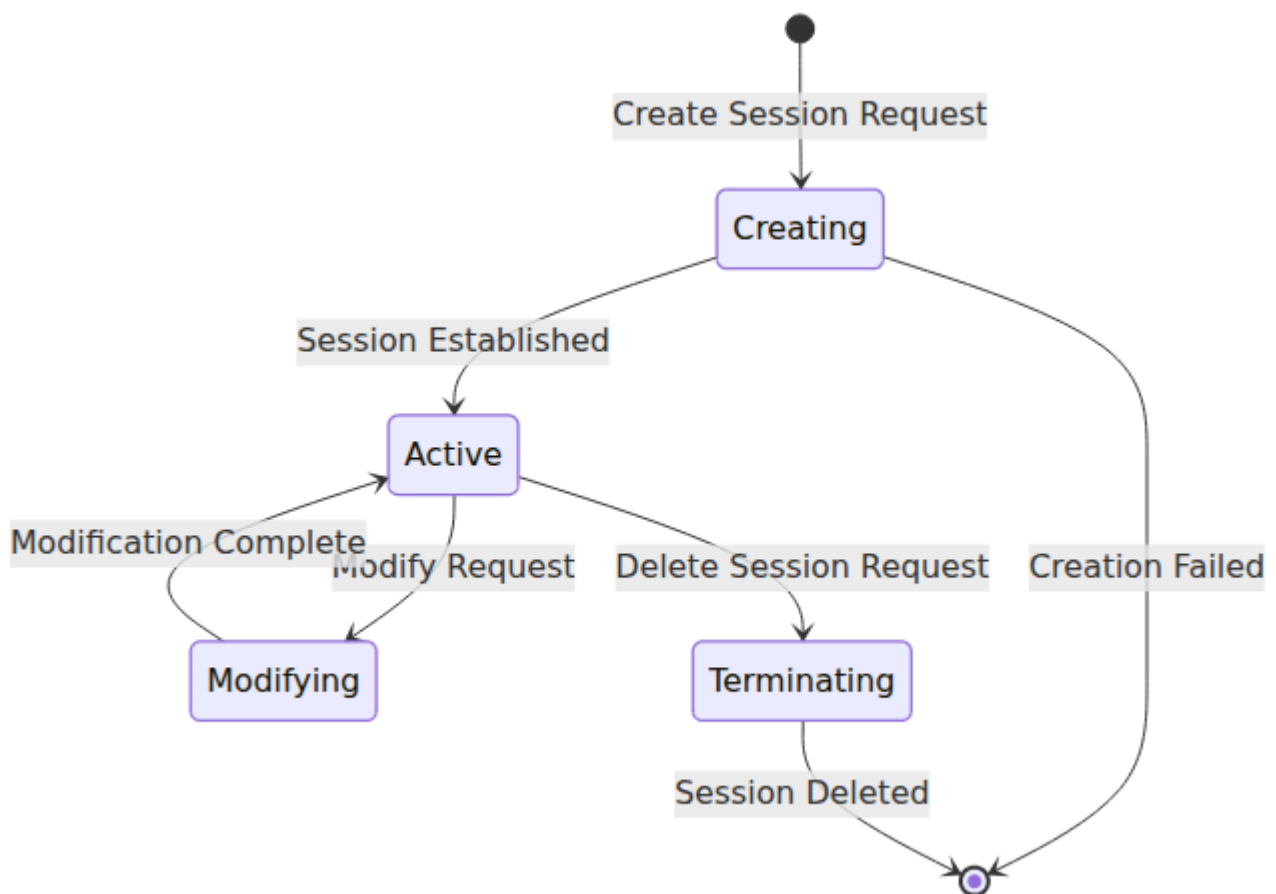 Create Session Request
Creating
Session Established
Active
Modification Complete
Modify Request
Delete Session Request
Creation Failed
Modifying
Terminating
Session Deleted